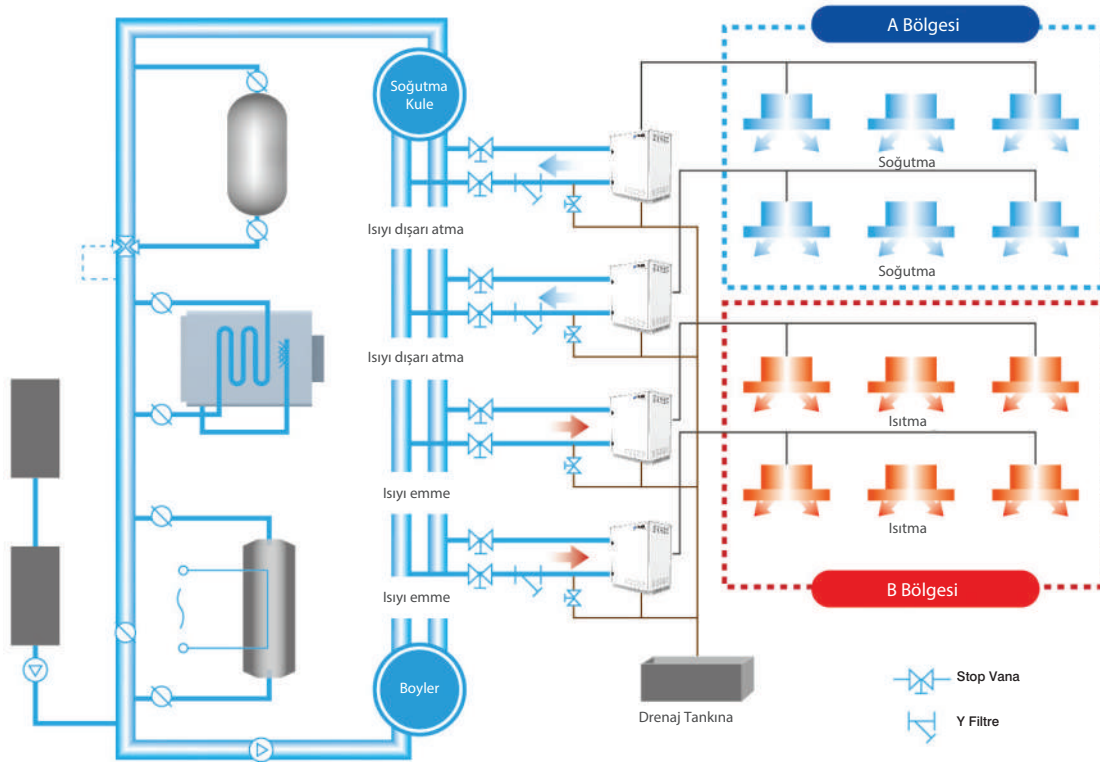 A Bölgesi
Soğutma
Kule
Soğutma
Isıyı dışarı atma
Soğutma
Isıyı dışarı atma
Isıtma
Isıyı emme
Isıtma
Isıyı emme
B Bölgesi
Boyler
Drenaj Tankına
Stop Vana
Y Filtre